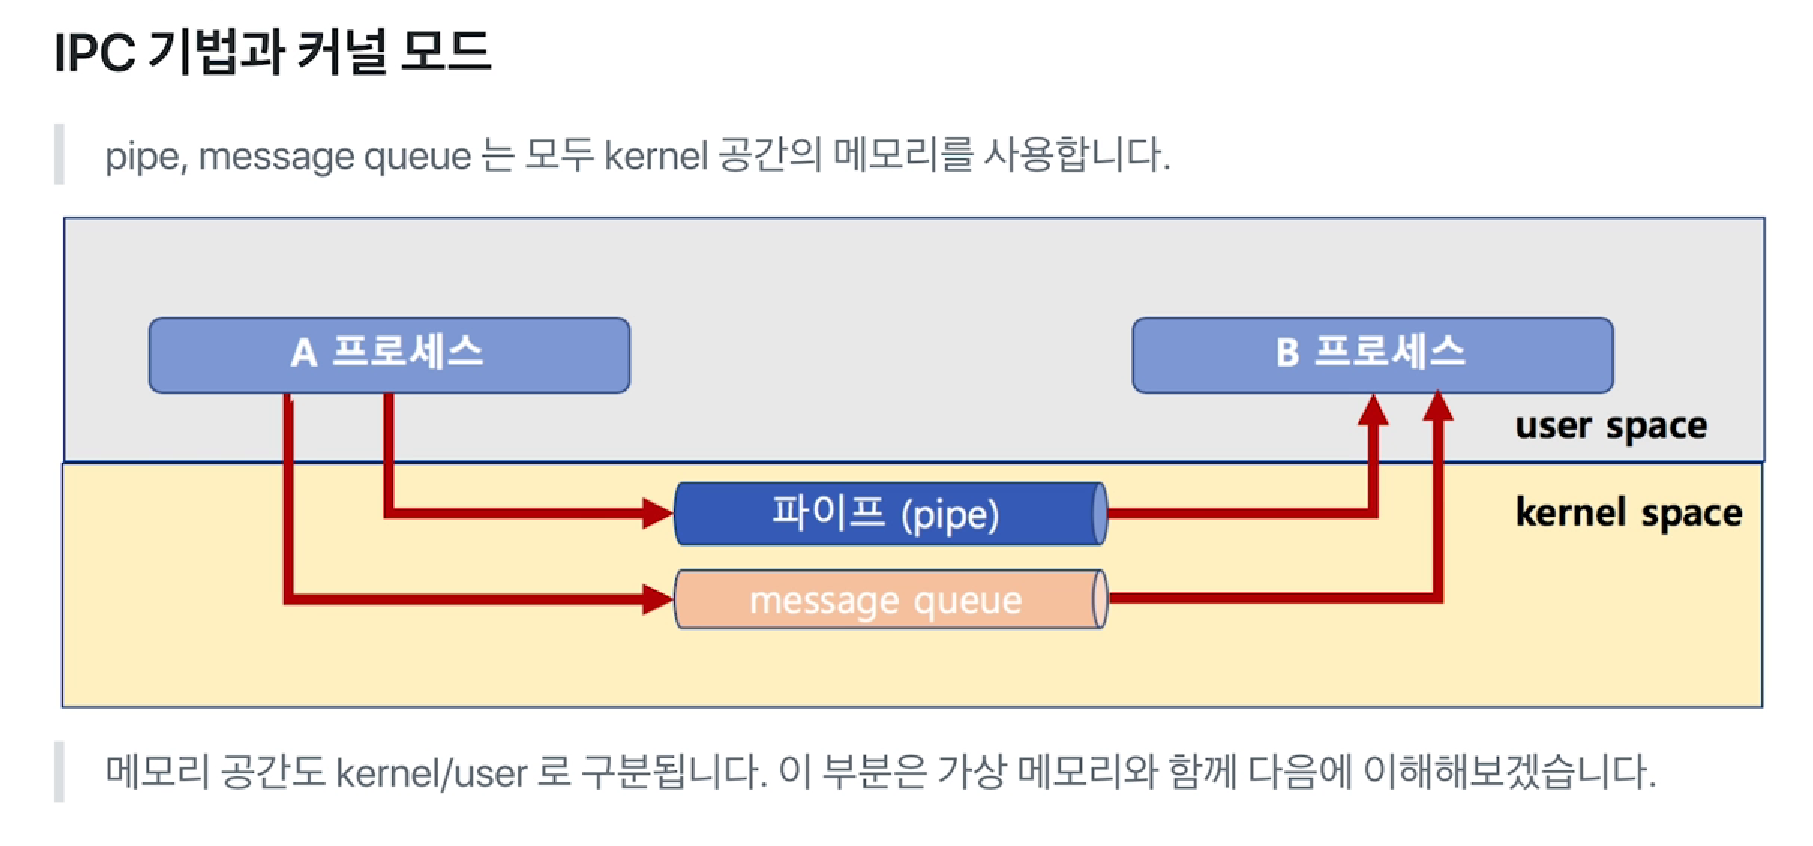 IPC 기법과 커널 모드
pipe, message queue 는 모두 kernel 공간의 메모리를 사용합니다.
A 프로세스
B 프로세스
user space
파이프 (pipe)
kernel space
message queue
메모리 공간도 kernel/user 로 구분됩니다. 이 부분은 가상 메모리와 함께 다음에 이해해보겠습니다.